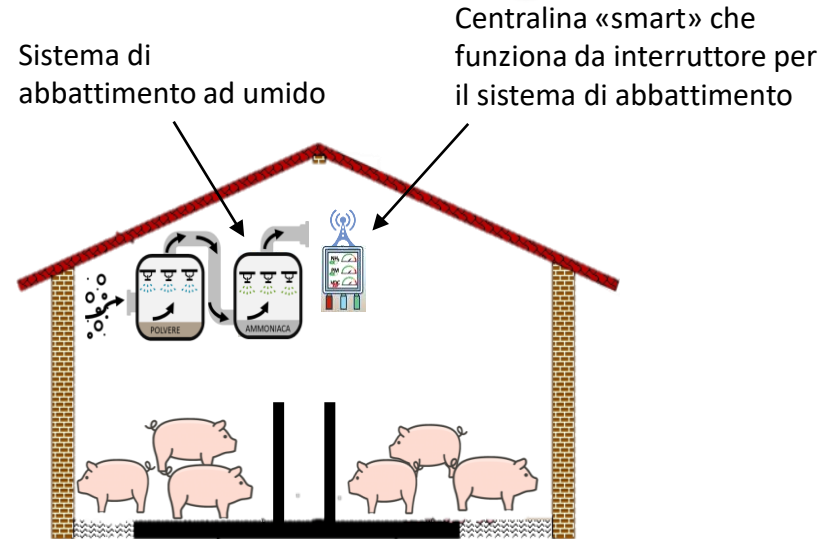 Centralina «smart» che
funziona da interruttore per
il sistema di abbattimento
Sistema di
abbattimento ad umido
POLVERE
AMMONIACA